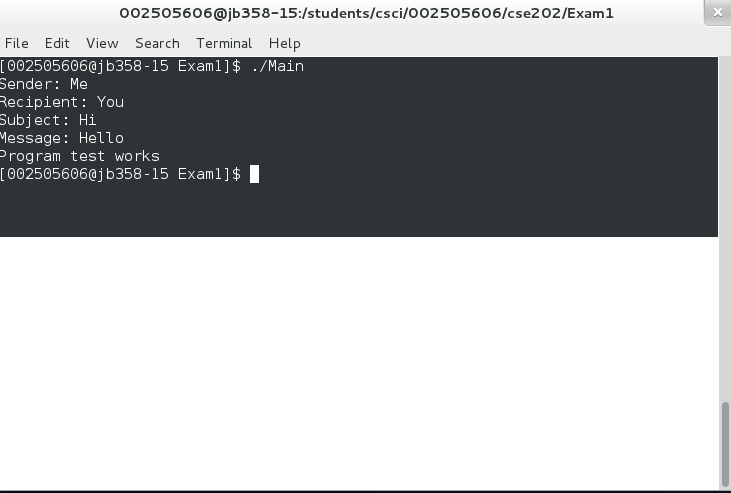 002505606@jb358-15:/students/csci/002505606/cse202/Exam1
File Edit View Search Terminal Help
[002505606@jb358-15 Exam1]$ ./Main
Sender: Me
Recipient: You
Subject: Hi
Message: Hello
Program test works
[002505606@jb358-15 Exam1]$